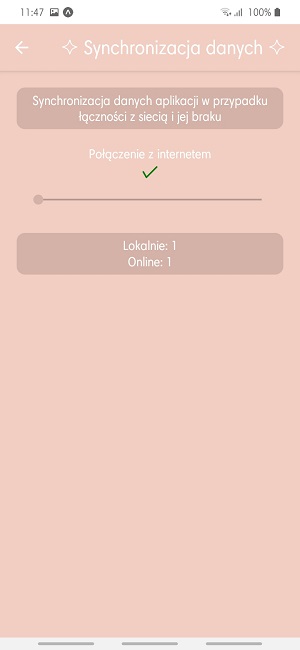 11:47 100%
Synchronizacja danych
Synchronizacja danych aplikacji w przypadku
łączności z siecią i jej braku
Połączenie z internetem
Lokalnie: 1
Online: 1